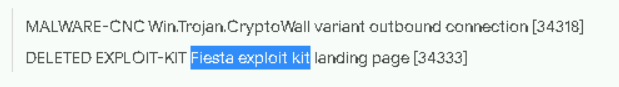 MALWARE-CNC Win.Trojan.CryptoWall variant outbound connection [34318]
DELETED EXPLOIT-KIT Fiesta exploit kit landing page [34333]